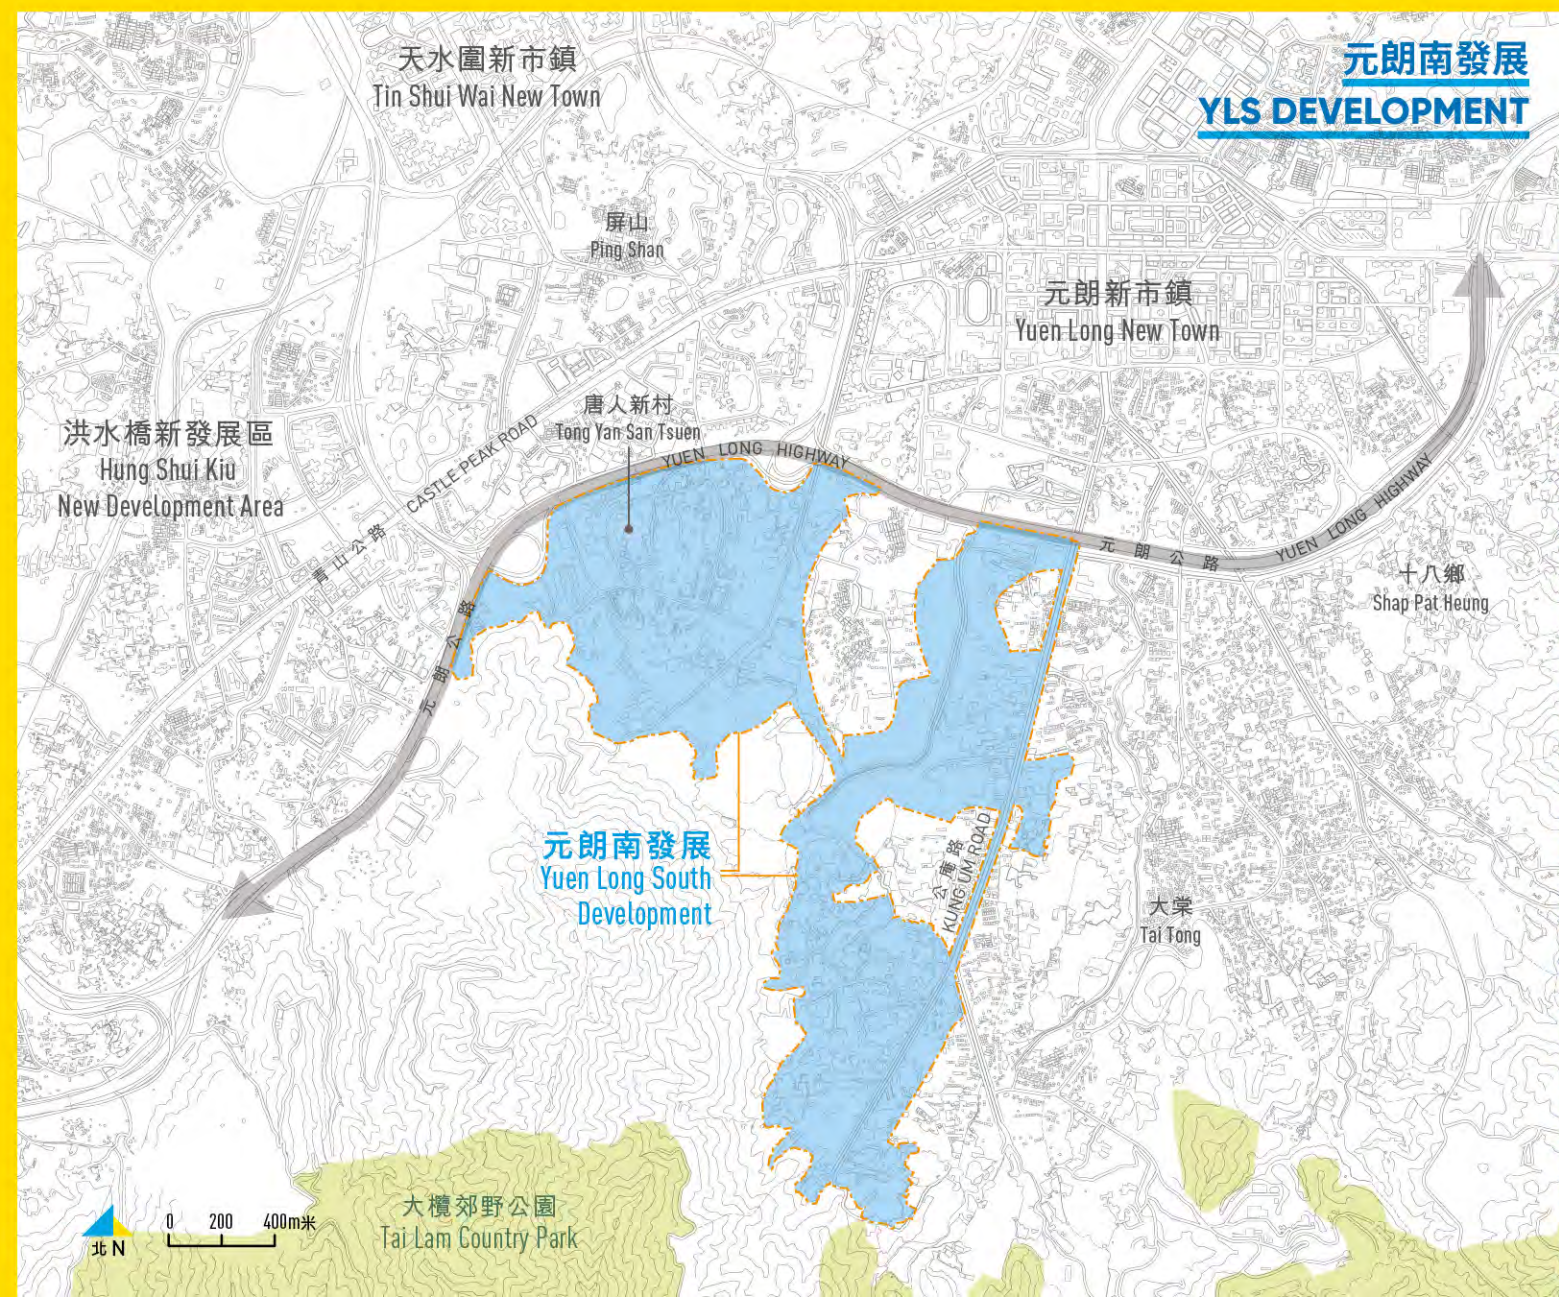 元朗南發展
YLS DEVELOPMENT
天水圍新市鎮
Tin Shui Wai New Town
屏山
Ping Shan
元朗新市鎮
Yuen Long New Town
唐人新村
Tong Yan San Tsuen
洪水橋新發展區
Hung Shui Kiu
New Development Area
青山公路 CASTLE PEAK ROAD
YUEN LONG HIGHWAY
元朗公路
YUEN LONG HIGHWAY
十八鄉
Shap Pat Heung
元朗公路
元朗南發展
Yuen Long South
Development
公庵路
KUNG UM ROAD
大棠
Tai Tong
大欖郊野公園
Tai Lam Country Park
北 N
0 200 400m米